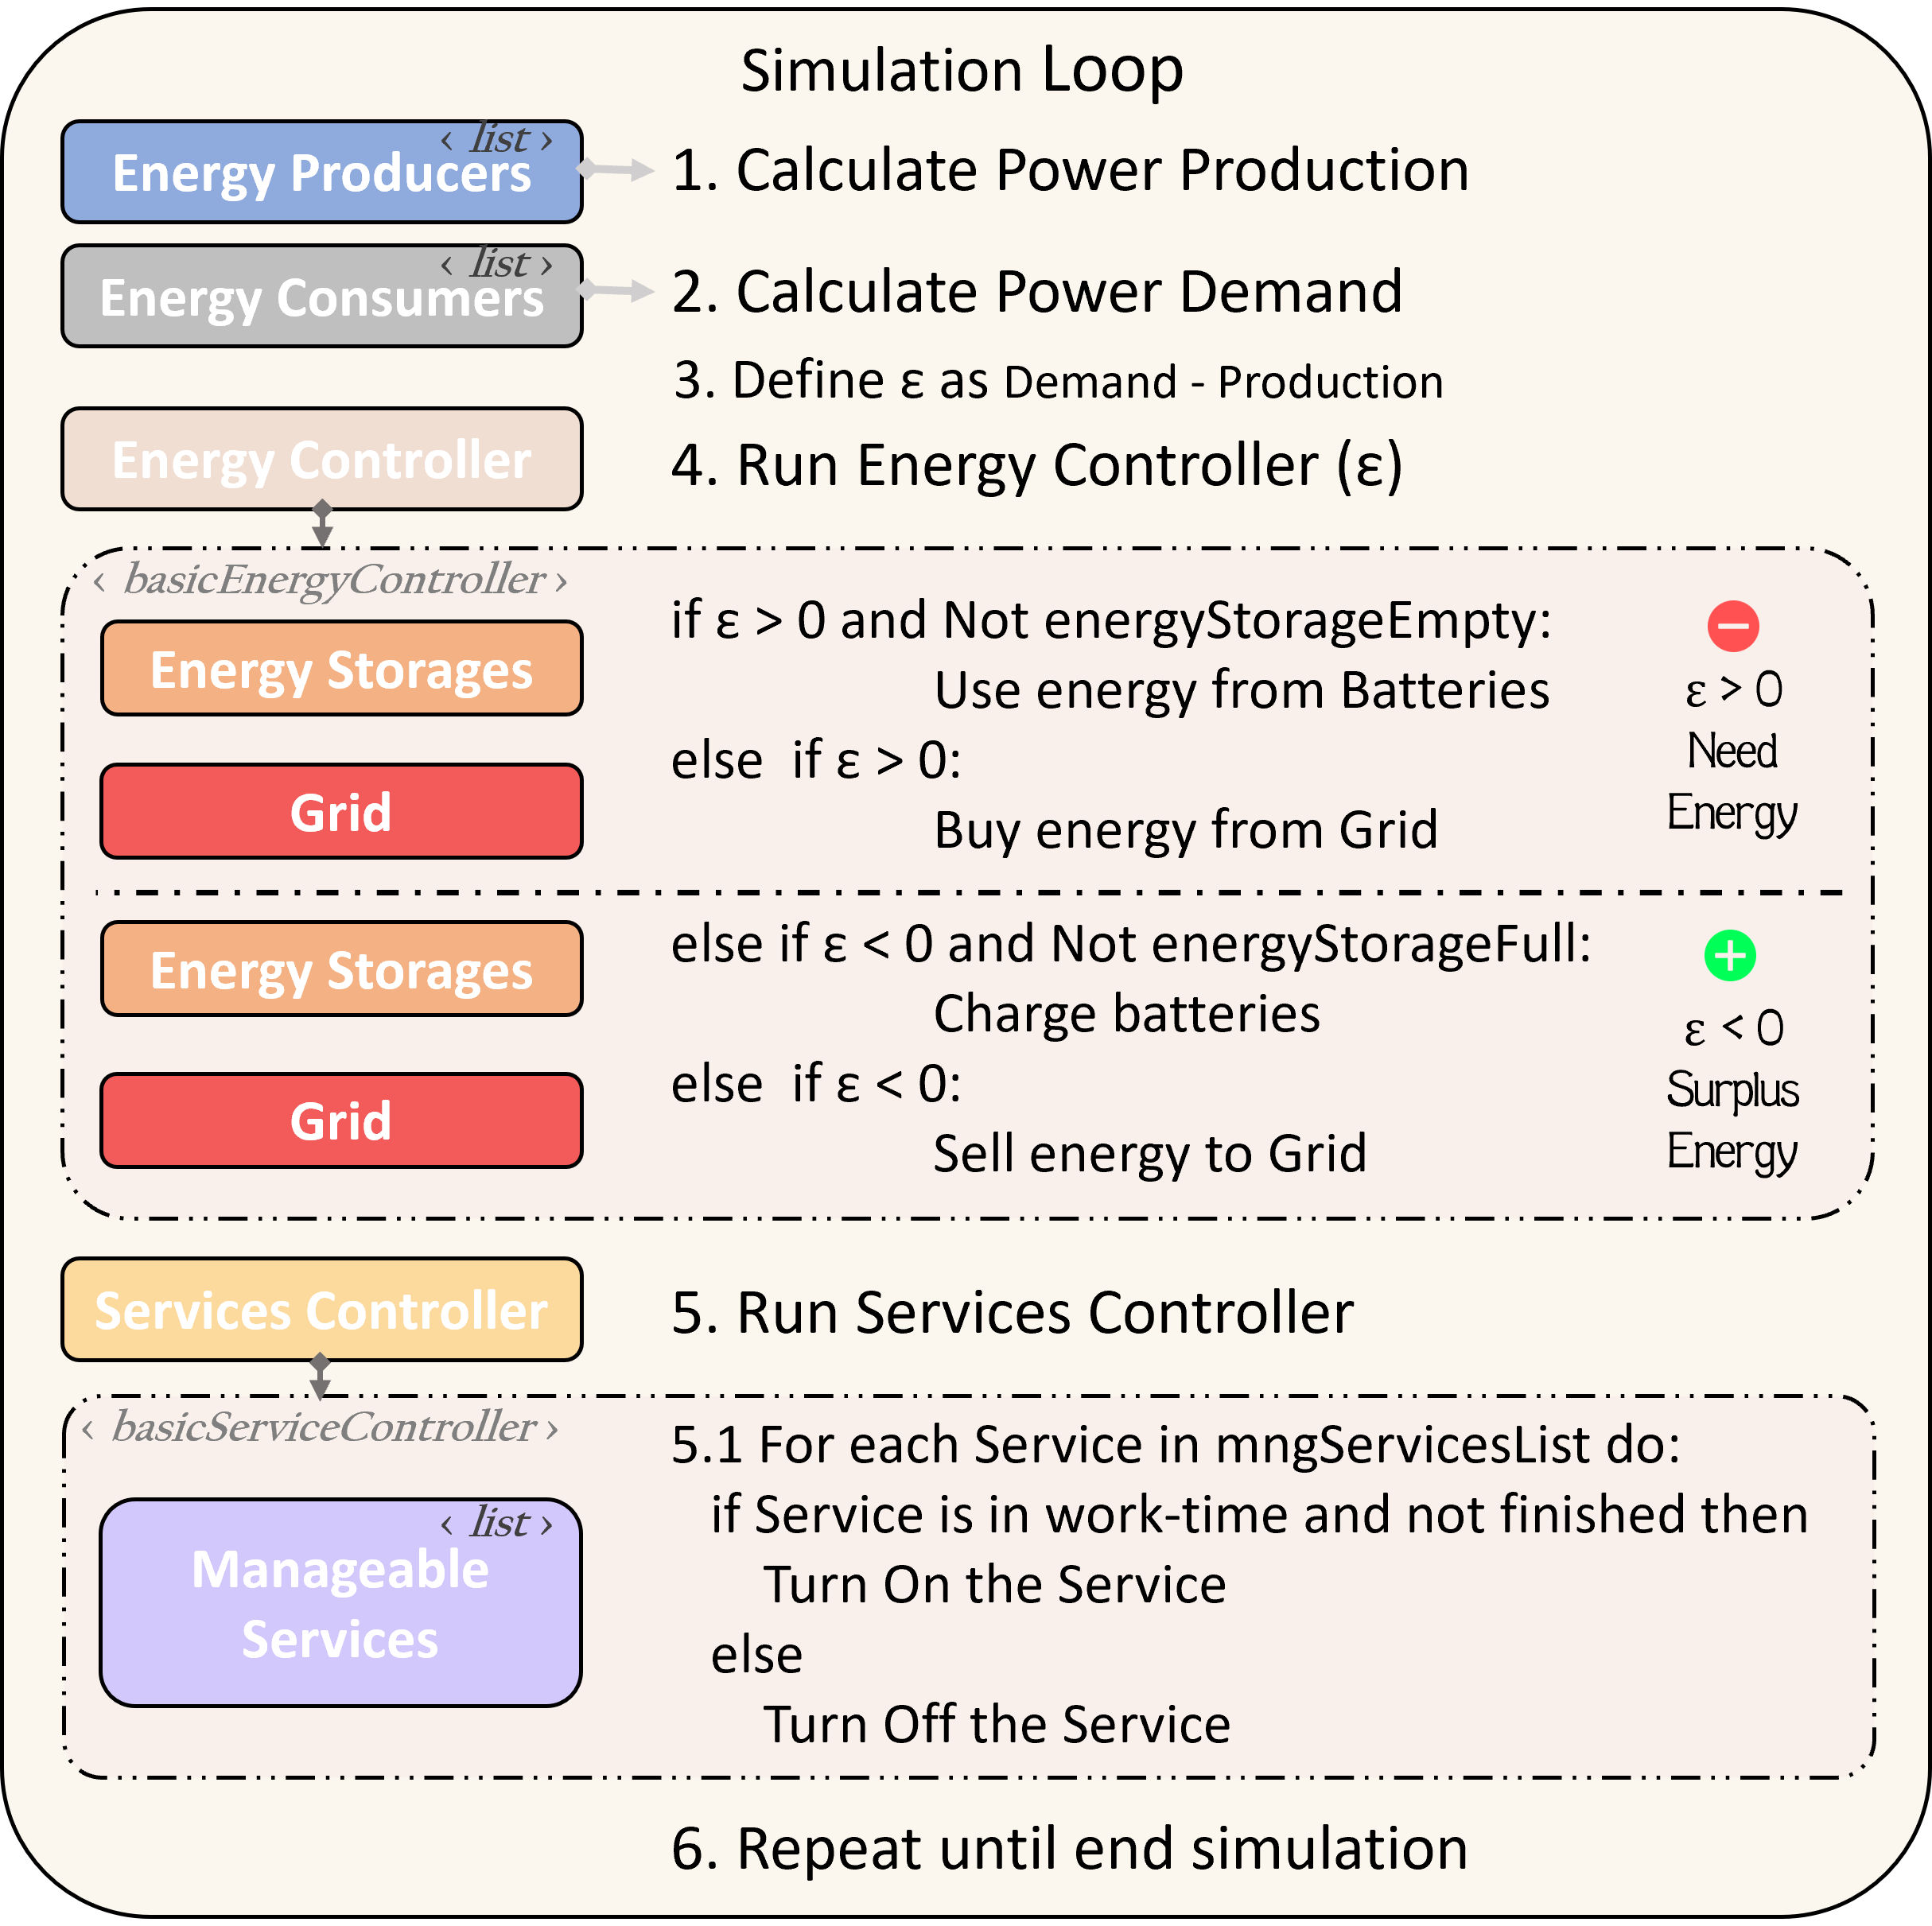 Simulation Loop
‹ list ›
Energy Producers
1. Calculate Power Production
‹ list ›
Energy Consumers
2. Calculate Power Demand
3. Define ε as Demand - Production
Energy Controller
4. Run Energy Controller (ε)
‹ basicEnergyController ›
Energy Storages
if ε > 0 and Not energyStorageEmpty:
Use energy from Batteries
Grid
else if ε > 0:
Buy energy from Grid
ε > 0
Need
Energy
Energy Storages
else if ε < 0 and Not energyStorageFull:
Charge batteries
Grid
else if ε < 0:
Sell energy to Grid
ε < 0
Surplus
Energy
Services Controller
5. Run Services Controller
‹ basicServiceController ›
‹ list ›
Manageable
Services
5.1 For each Service in mngServicesList do:
if Service is in work-time and not finished then
Turn On the Service
else
Turn Off the Service
6. Repeat until end simulation